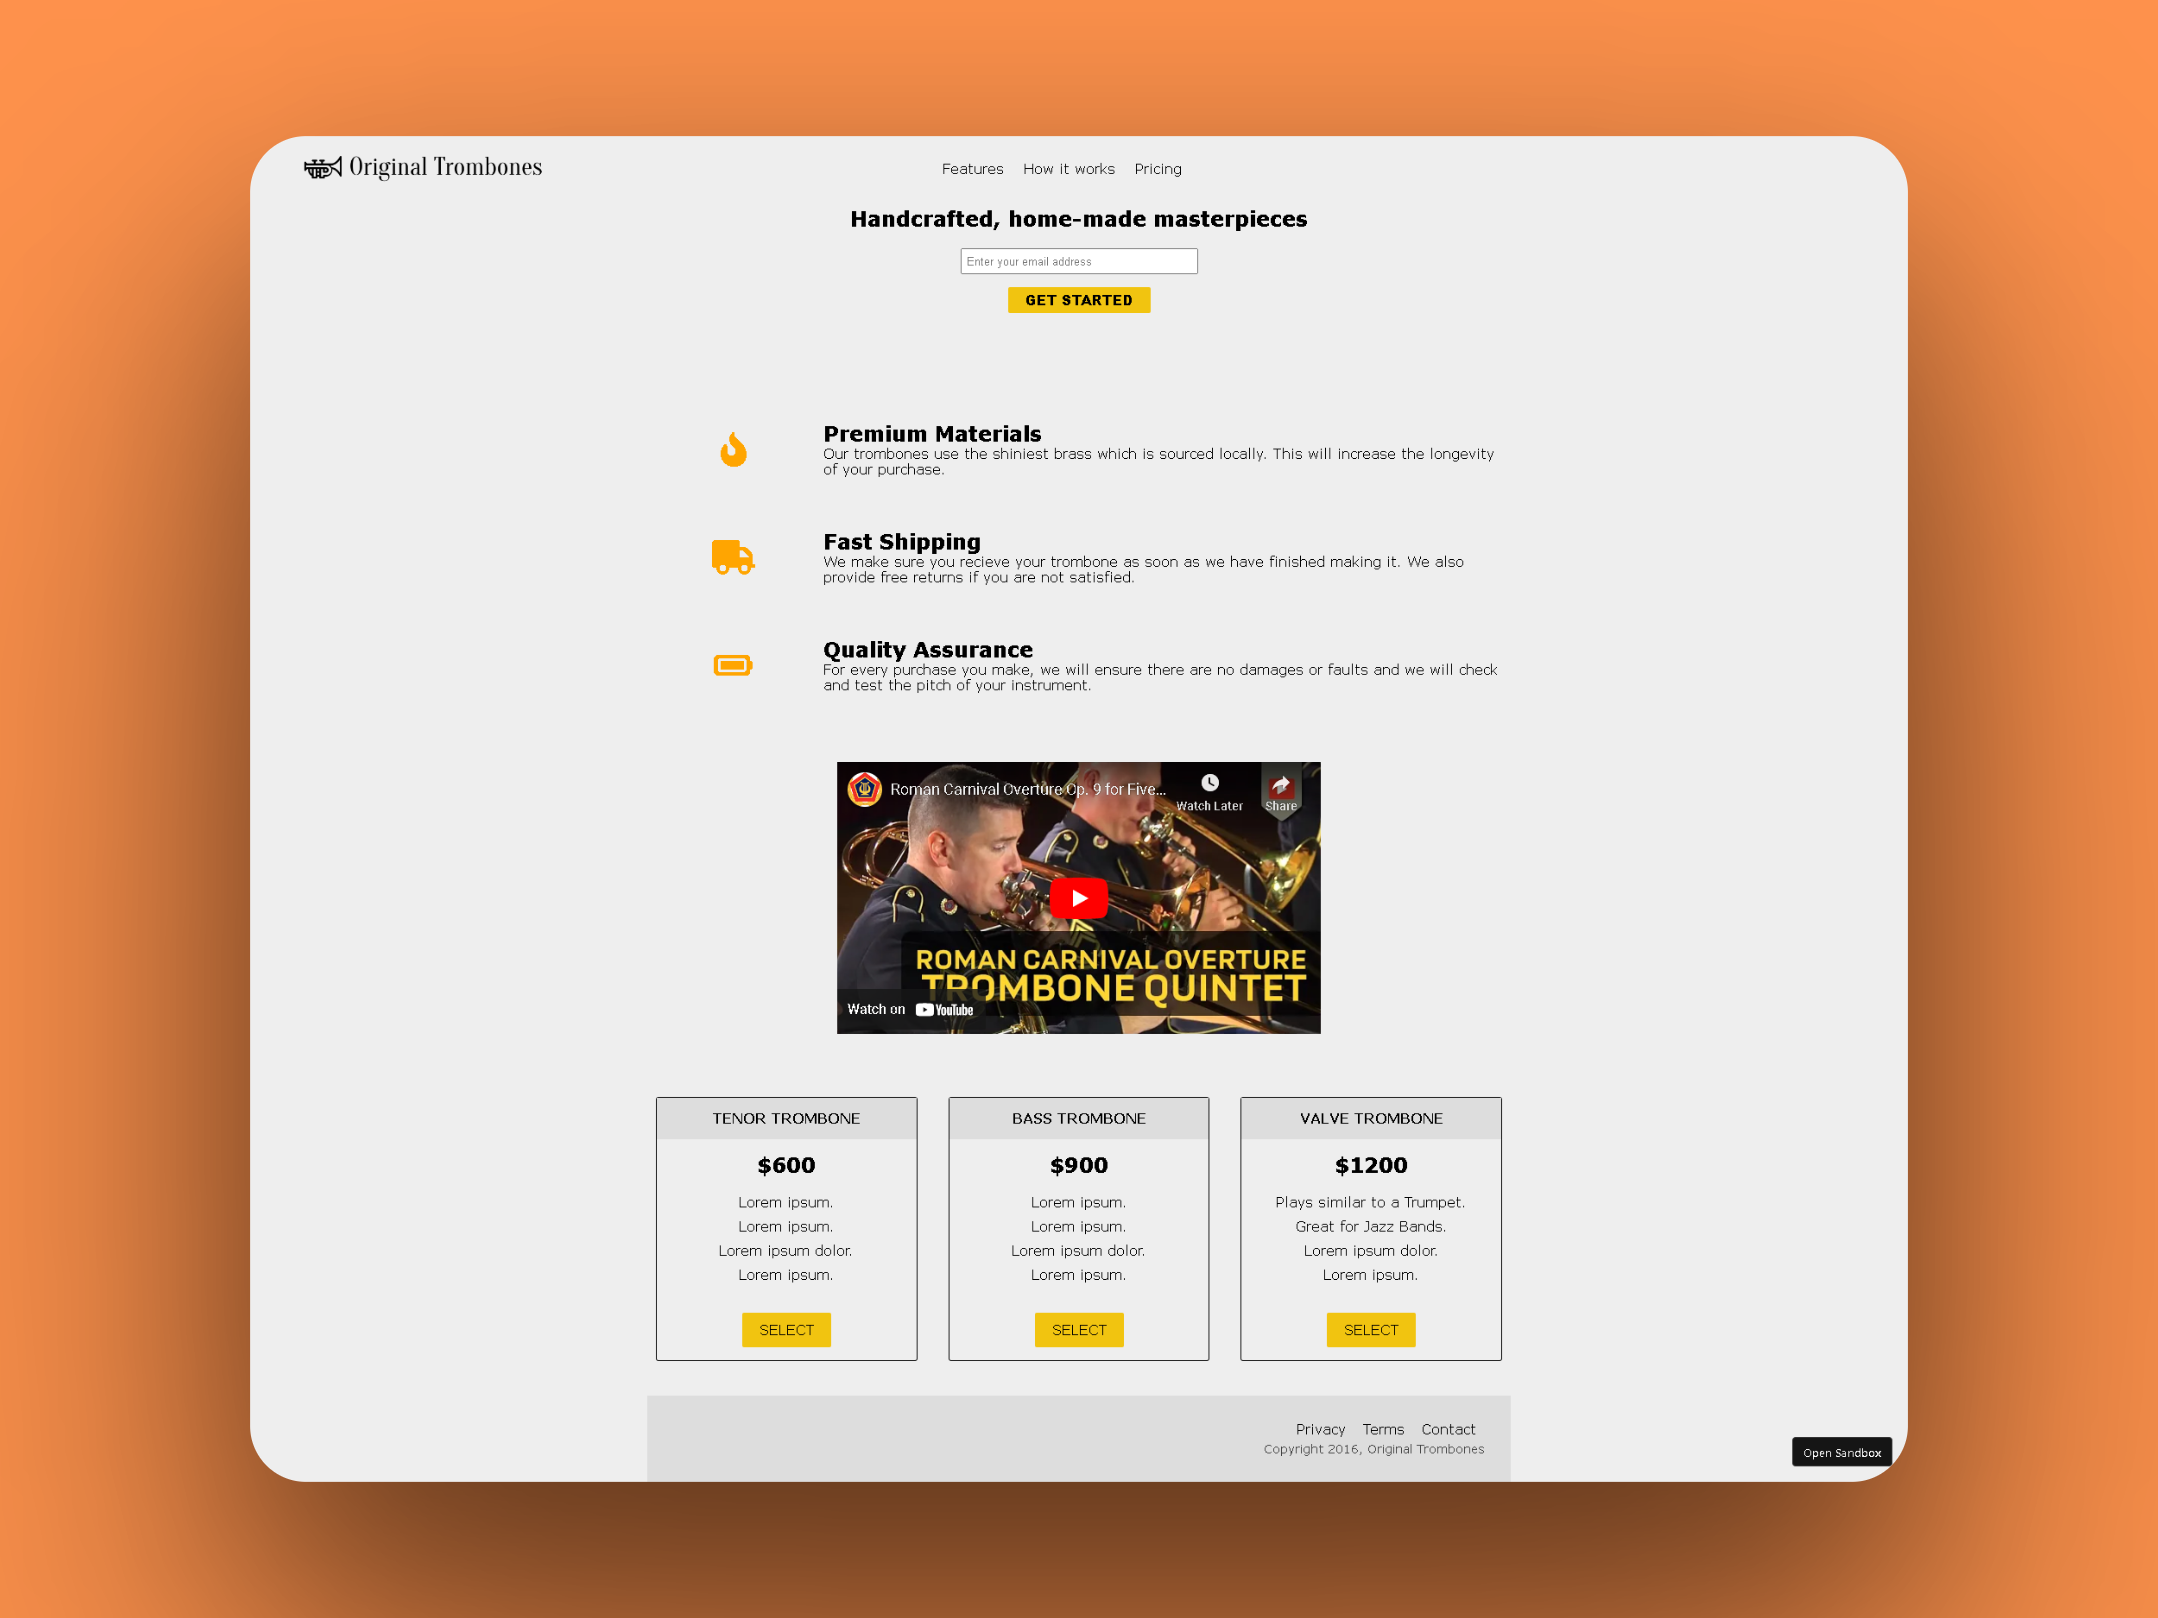 Original Trombones
Features How it works Pricing
Handcrafted, home-made masterpieces
Enter your email address
GET STARTED
Premium Materials
Our trombones use the shiniest brass which is sourced locally. This will increase the longevity
of your purchase.
Fast Shipping
We make sure you recieve your trombone as soon as we have finished making it. We also
provide free returns if you are not satisfied.
Quality Assurance
For every purchase you make, we will ensure there are no damages or faults and we will check
and test the pitch of your instrument.
Roman Carnival Overture Op. 9 for Five...
Watch Later
Share
ROMAN CARNIVAL OVERTURE
TROMBONE QUINTET
Watch on YouTube
TENOR TROMBONE
$600
Lorem ipsum.
Lorem ipsum.
Lorem ipsum dolor.
Lorem ipsum.
SELECT
BASS TROMBONE
$900
Lorem ipsum.
Lorem ipsum.
Lorem ipsum dolor.
Lorem ipsum.
SELECT
VALVE TROMBONE
$1200
Plays similar to a Trumpet.
Great for Jazz Bands.
Lorem ipsum dolor.
Lorem ipsum.
SELECT
Privacy Terms Contact
Copyright 2016, Original Trombones
Open Sandbox